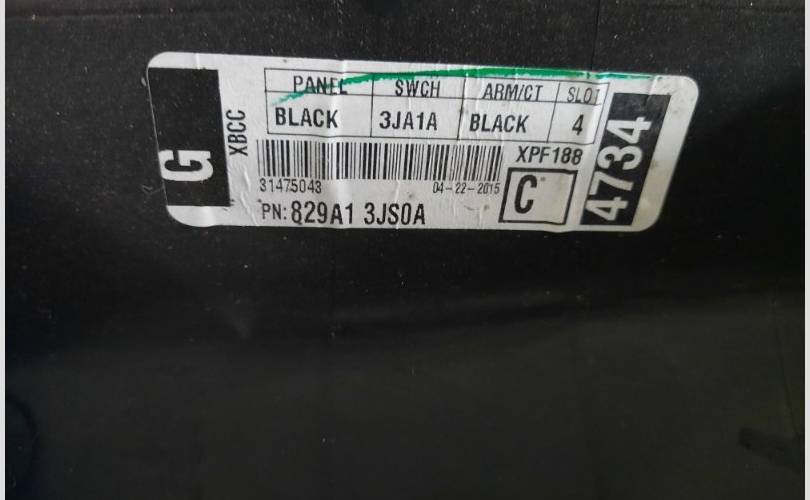 G
XBCC
PANEL SWCH ARM/CT SLOT
BLACK 3JA1A BLACK 4
XPF188
31475043 04-22-2015
C
PN: 829A1 3JS0A
4734